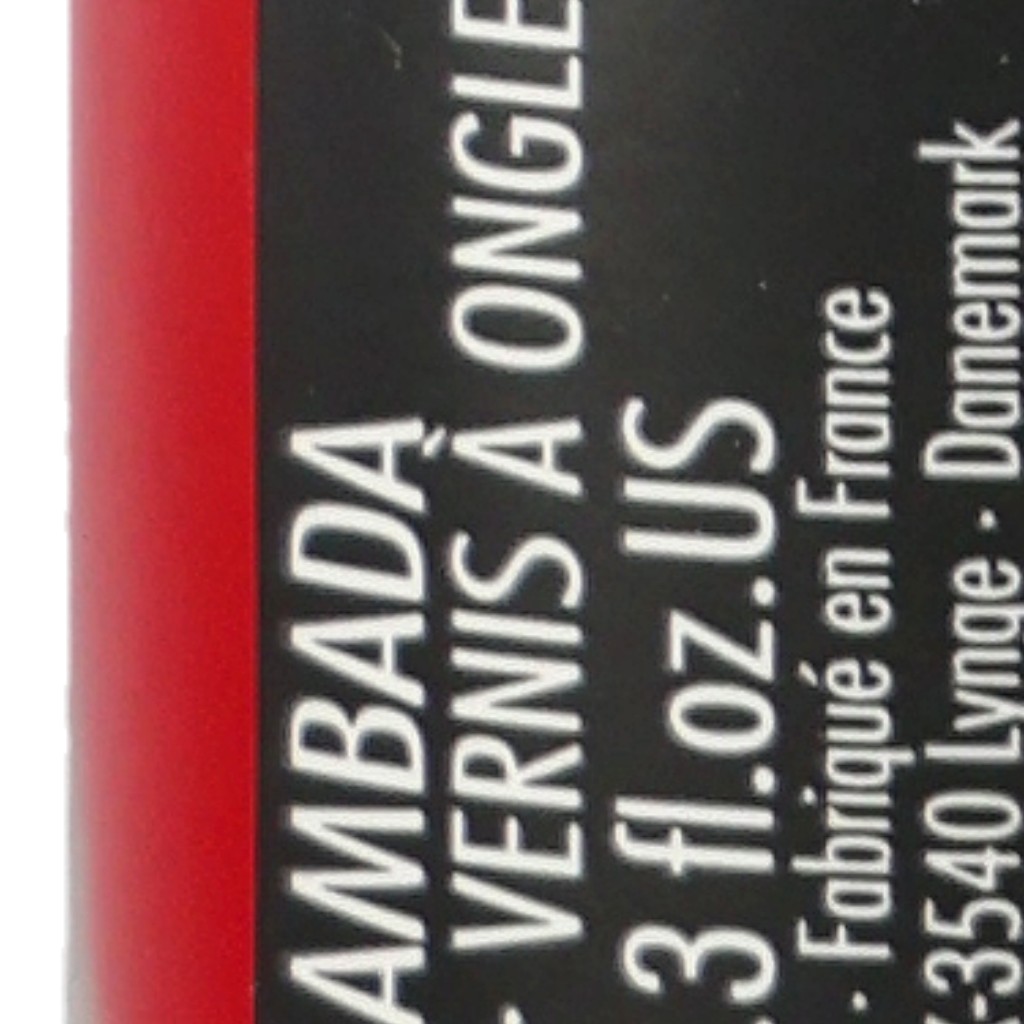 AMBADA
- VERNIS À ONGLE
.3 fl.oz.US
· Fabriqué en France
-3540 Lynge · Danemark